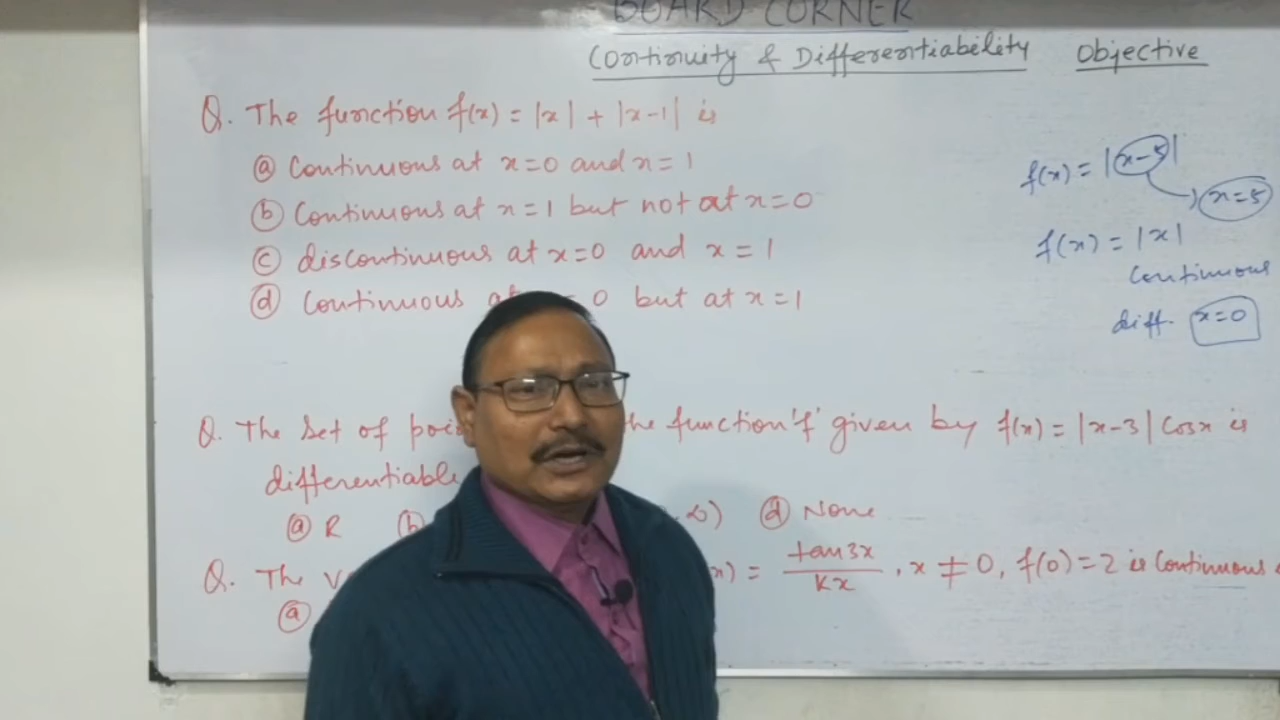 BOARD CORNER
Continuity & Differentiability Objective
Q. The function f(x) = |x| + |x-1| is
(a) Continuous at x=0 and x=1
(b) Continuous at x=1 but not at x=0
(c) discontinuous at x=0 and x=1
(d) Continuous 0 but at x=1
f(x) = |x-5|
x=5
f(x) = |x|
Continuous
diff. x=0
Q. The set of he function 'f' given by f(x) = |x-3| cosx is
differentiable
(a) R (b ∞) (d) None
Q. The x) = tan3x/kx, x ≠ 0, f(0)=2 is Continuous
(a)